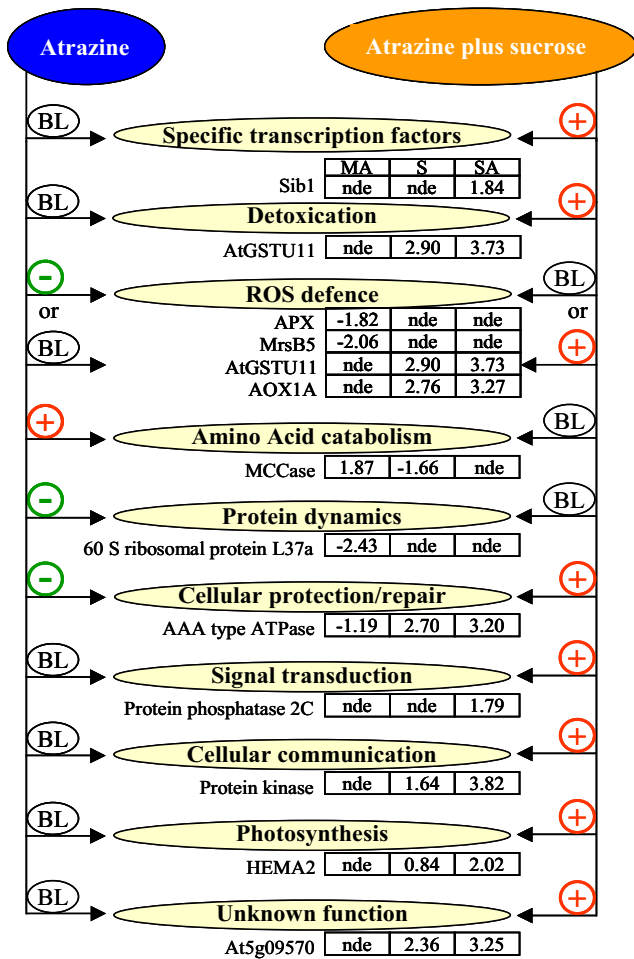 Atrazine Atrazine plus sucrose
BL +
Specific transcription factors
MA S SA
Sib1 nde nde 1.84
BL +
Detoxication
AtGSTU11 nde 2.90 3.73
- BL
ROS defence
or or
APX -1.82 nde nde
MrsB5 -2.06 nde nde
BL +
AtGSTU11 nde 2.90 3.73
AOX1A nde 2.76 3.27
+ BL
Amino Acid catabolism
MCCase 1.87 -1.66 nde
- BL
Protein dynamics
60 S ribosomal protein L37a -2.43 nde nde
- +
Cellular protection/repair
AAA type ATPase -1.19 2.70 3.20
BL +
Signal transduction
Protein phosphatase 2C nde nde 1.79
BL +
Cellular communication
Protein kinase nde 1.64 3.82
BL +
Photosynthesis
HEMA2 nde 0.84 2.02
BL +
Unknown function
At5g09570 nde 2.36 3.25